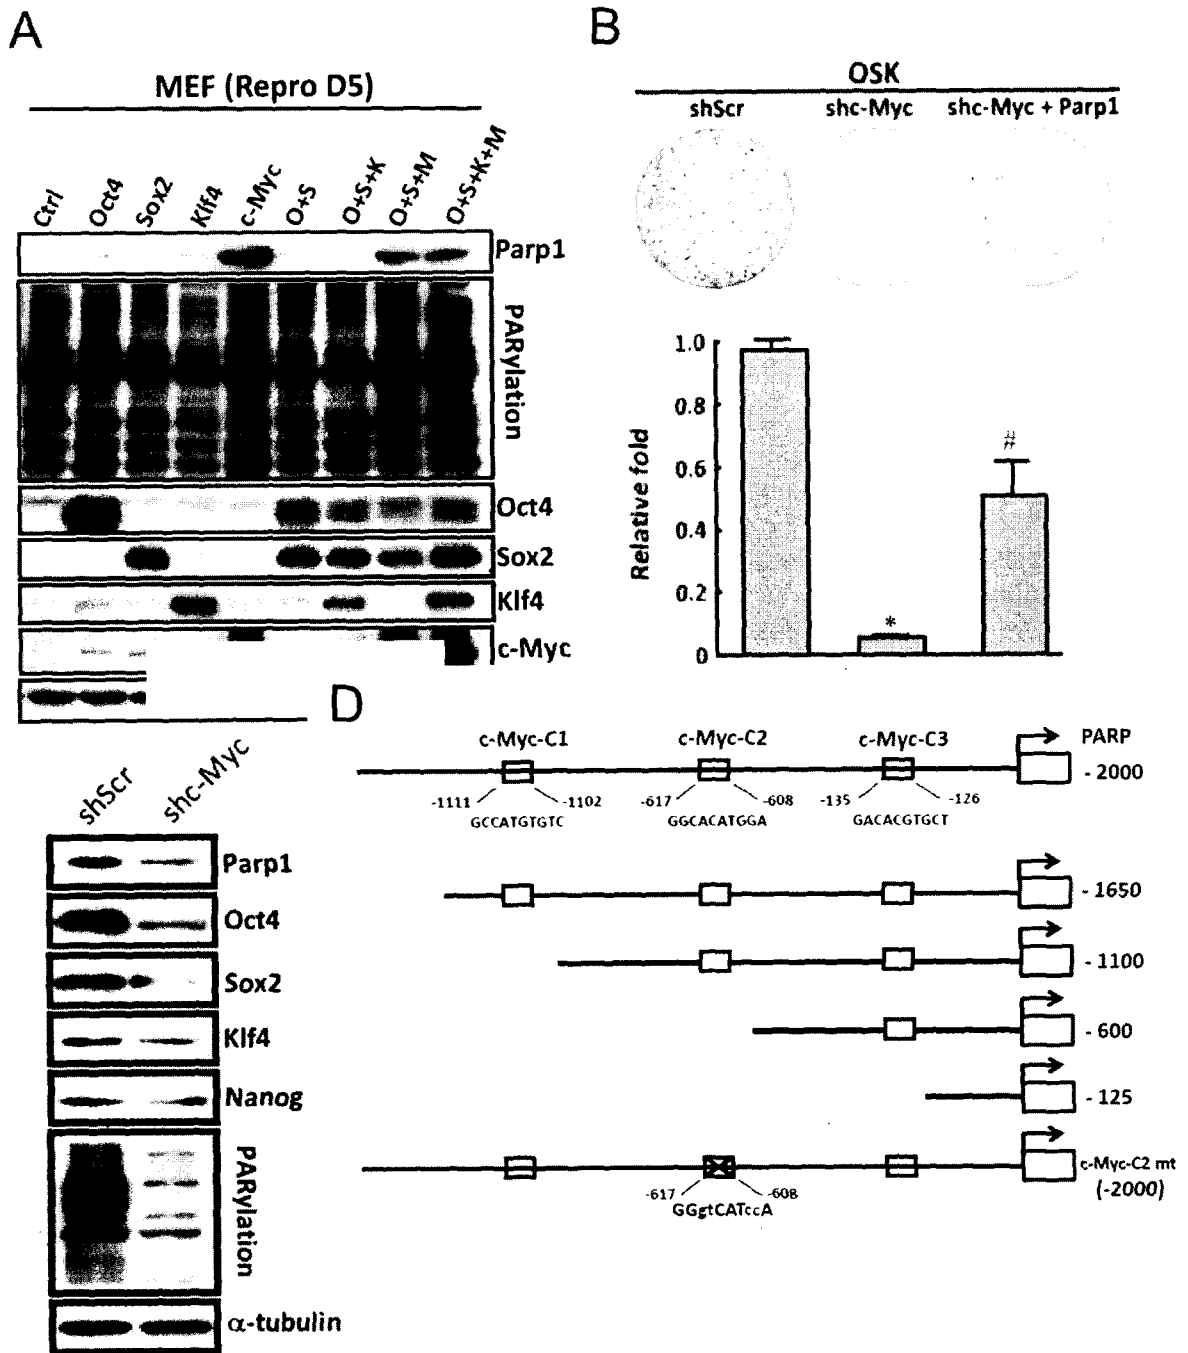 A
MEF (Repro D5)
Ctrl
Oct4
Sox2
Klf4
c-Myc
O+S
O+S+K
O+S+M
O+S+K+M
Parp1
PARylation
Oct4
Sox2
Klf4
c-Myc
B
OSK
shScr shc-Myc shc-Myc + Parp1
Relative fold
1.0
0.8
0.6
0.4
0.2
0
*
#
shScr
shc-Myc
Parp1
Oct4
Sox2
Klf4
Nanog
PARylation
α-tubulin
D
c-Myc-C1 c-Myc-C2 c-Myc-C3 PARP
- 2000
-1111 -1102 -617 -608 -135 -126
GCCATGTGTC GGCACATGGA GACACGTGCT
- 1650
- 1100
- 600
- 125
c-Myc-C2 mt
(-2000)
-617 -608
GGgtCATccA